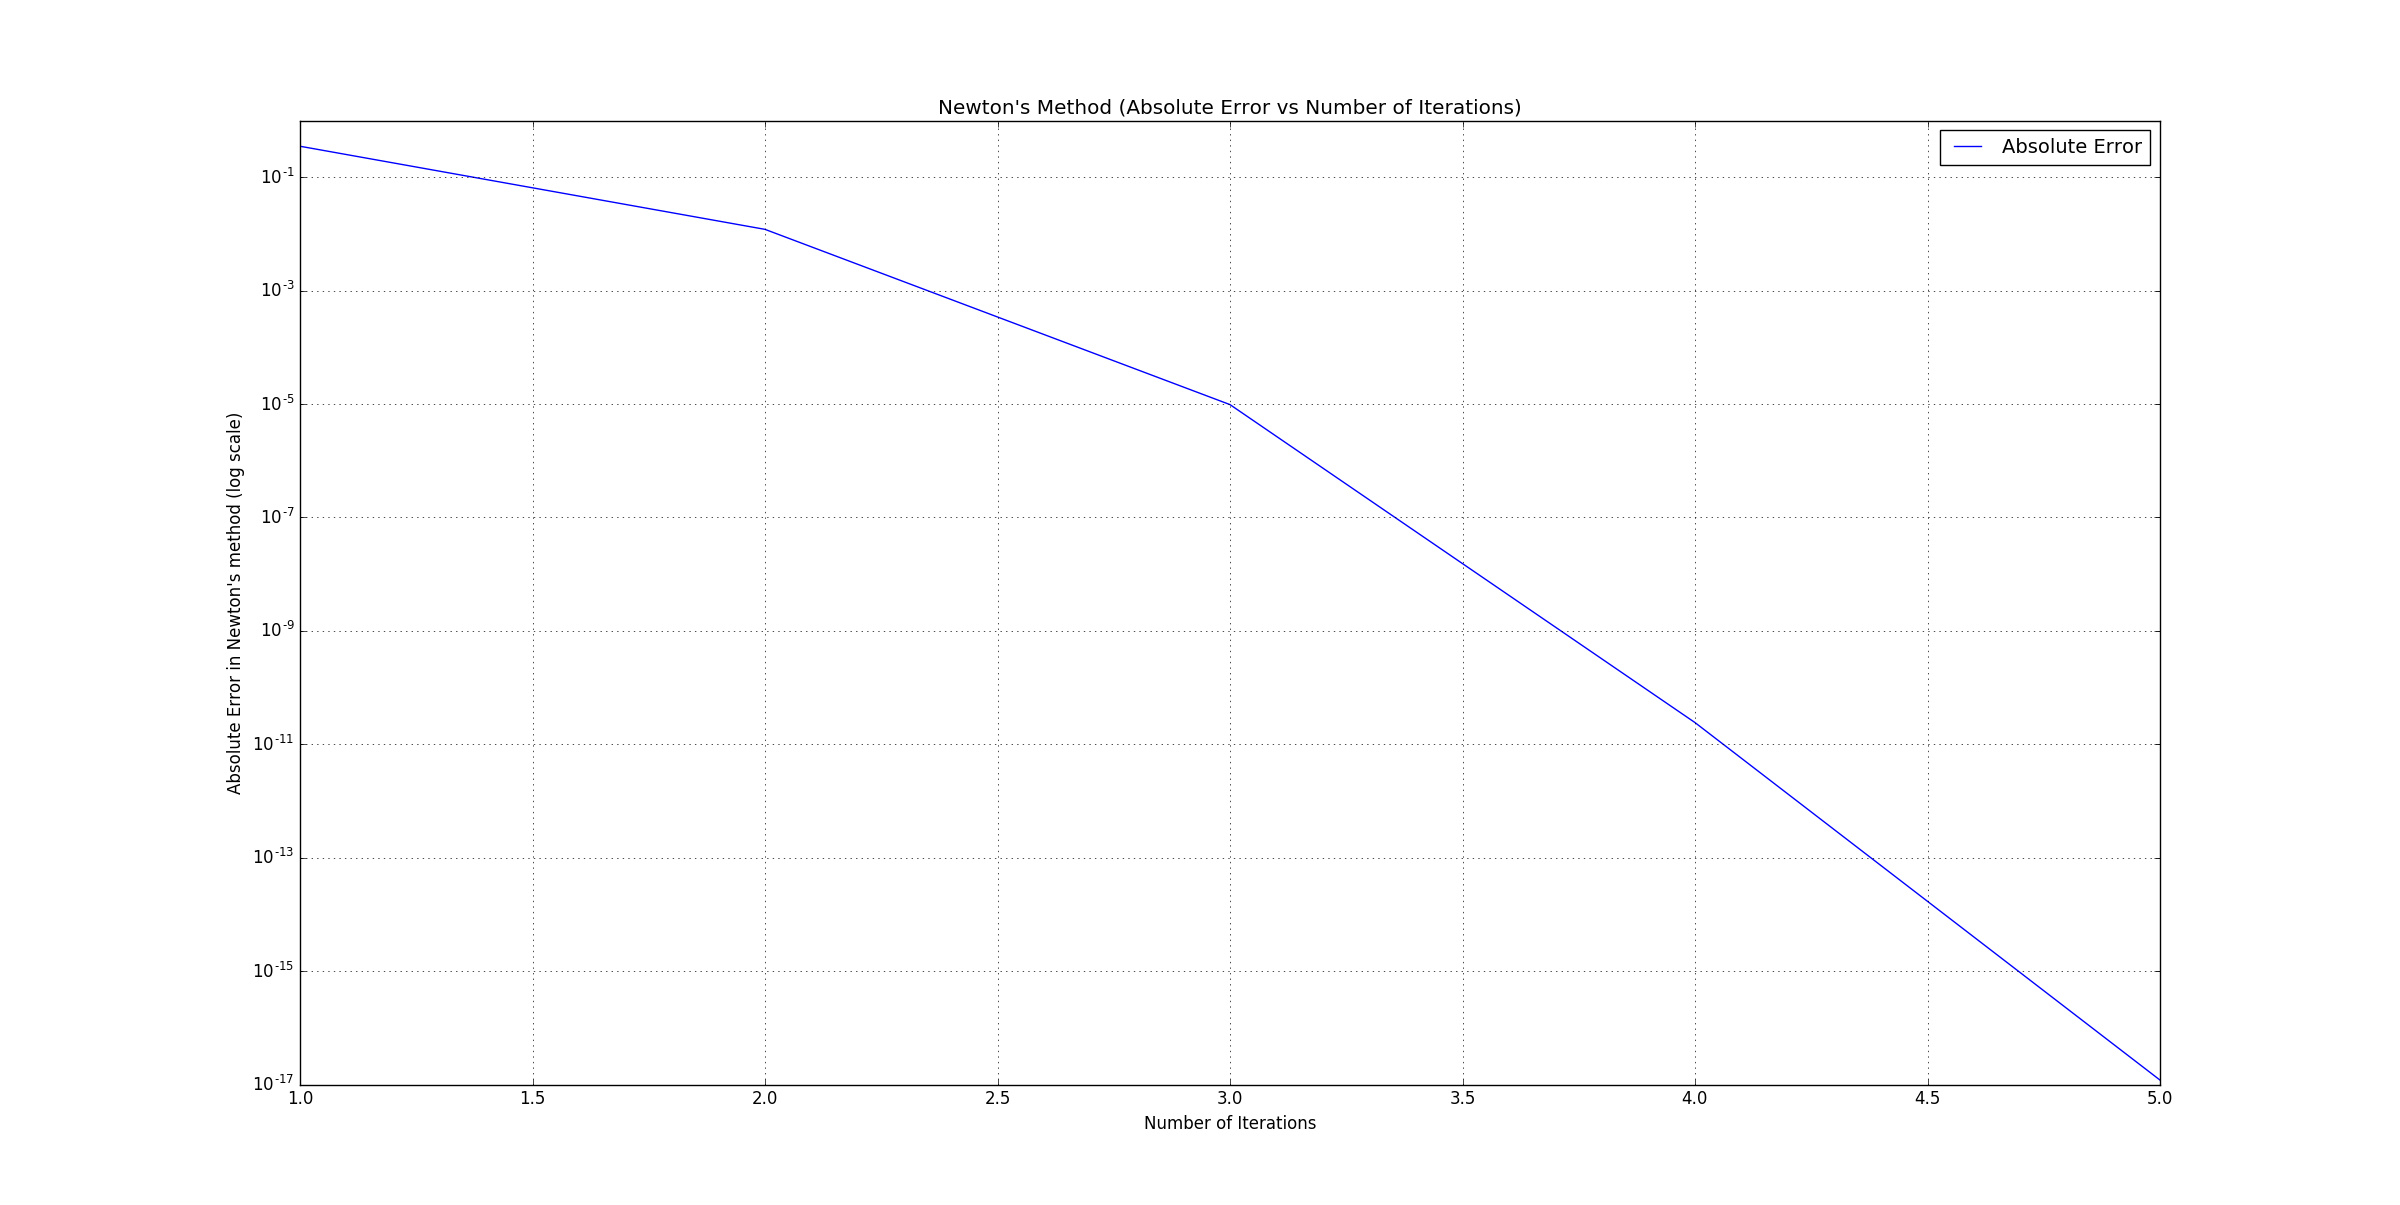 Newton's Method (Absolute Error vs Number of Iterations)
Absolute Error
Absolute Error in Newton's method (log scale)
10^-1
10^-3
10^-5
10^-7
10^-9
10^-11
10^-13
10^-15
10^-17
1.0 1.5 2.0 2.5 3.0 3.5 4.0 4.5 5.0
Number of Iterations